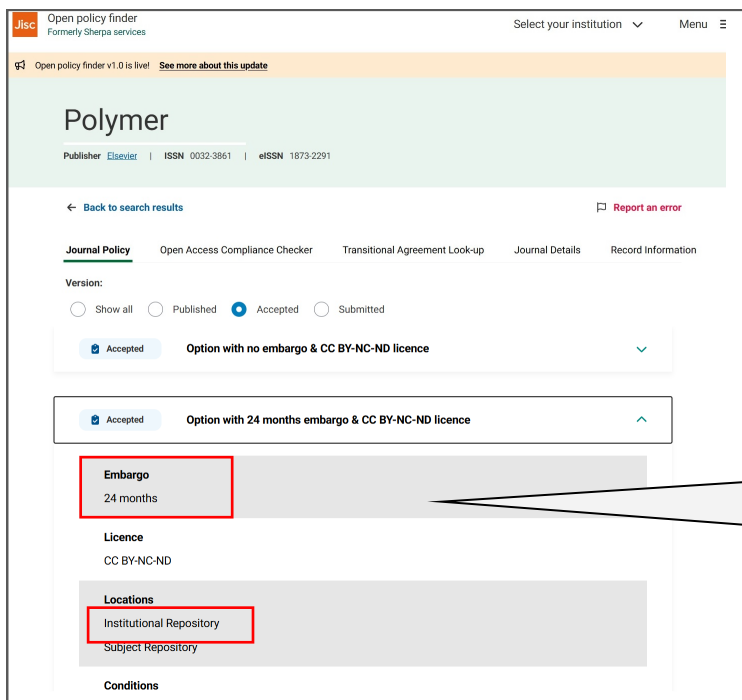 Jisc Open policy finder
Formerly Sherpa services
Select your institution Menu
Open policy finder v1.0 is live! See more about this update
Polymer
Publisher Elsevier | ISSN 0032-3861 | eISSN 1873-2291
← Back to search results Report an error
Journal Policy Open Access Compliance Checker Transitional Agreement Look-up Journal Details Record Information
Version:
Show all Published Accepted Submitted
Accepted Option with no embargo & CC BY-NC-ND licence
Accepted Option with 24 months embargo & CC BY-NC-ND licence
Embargo
24 months
Licence
CC BY-NC-ND
Locations
Institutional Repository
Subject Repository
Conditions